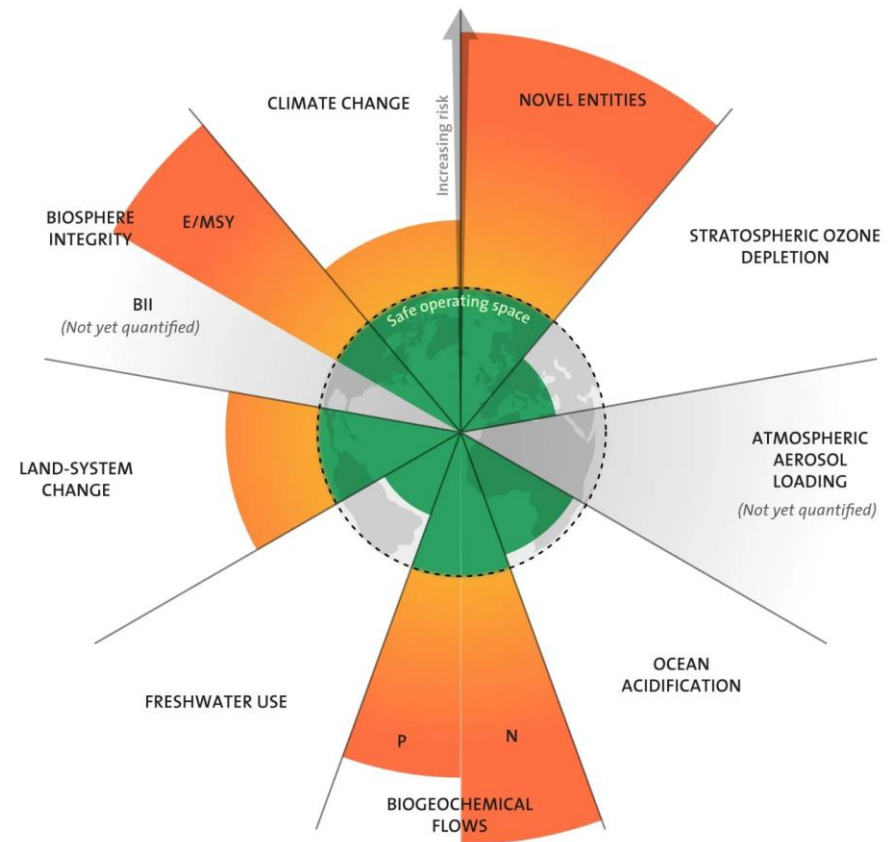 CLIMATE CHANGE
Increasing risk
NOVEL ENTITIES
BIOSPHERE
INTEGRITY
E/MSY
STRATOSPHERIC OZONE
DEPLETION
BII
(Not yet quantified)
Safe operating space
LAND-SYSTEM
CHANGE
ATMOSPHERIC
AEROSOL
LOADING
(Not yet quantified)
FRESHWATER USE
OCEAN
ACIDIFICATION
P
N
BIOGEOCHEMICAL
FLOWS